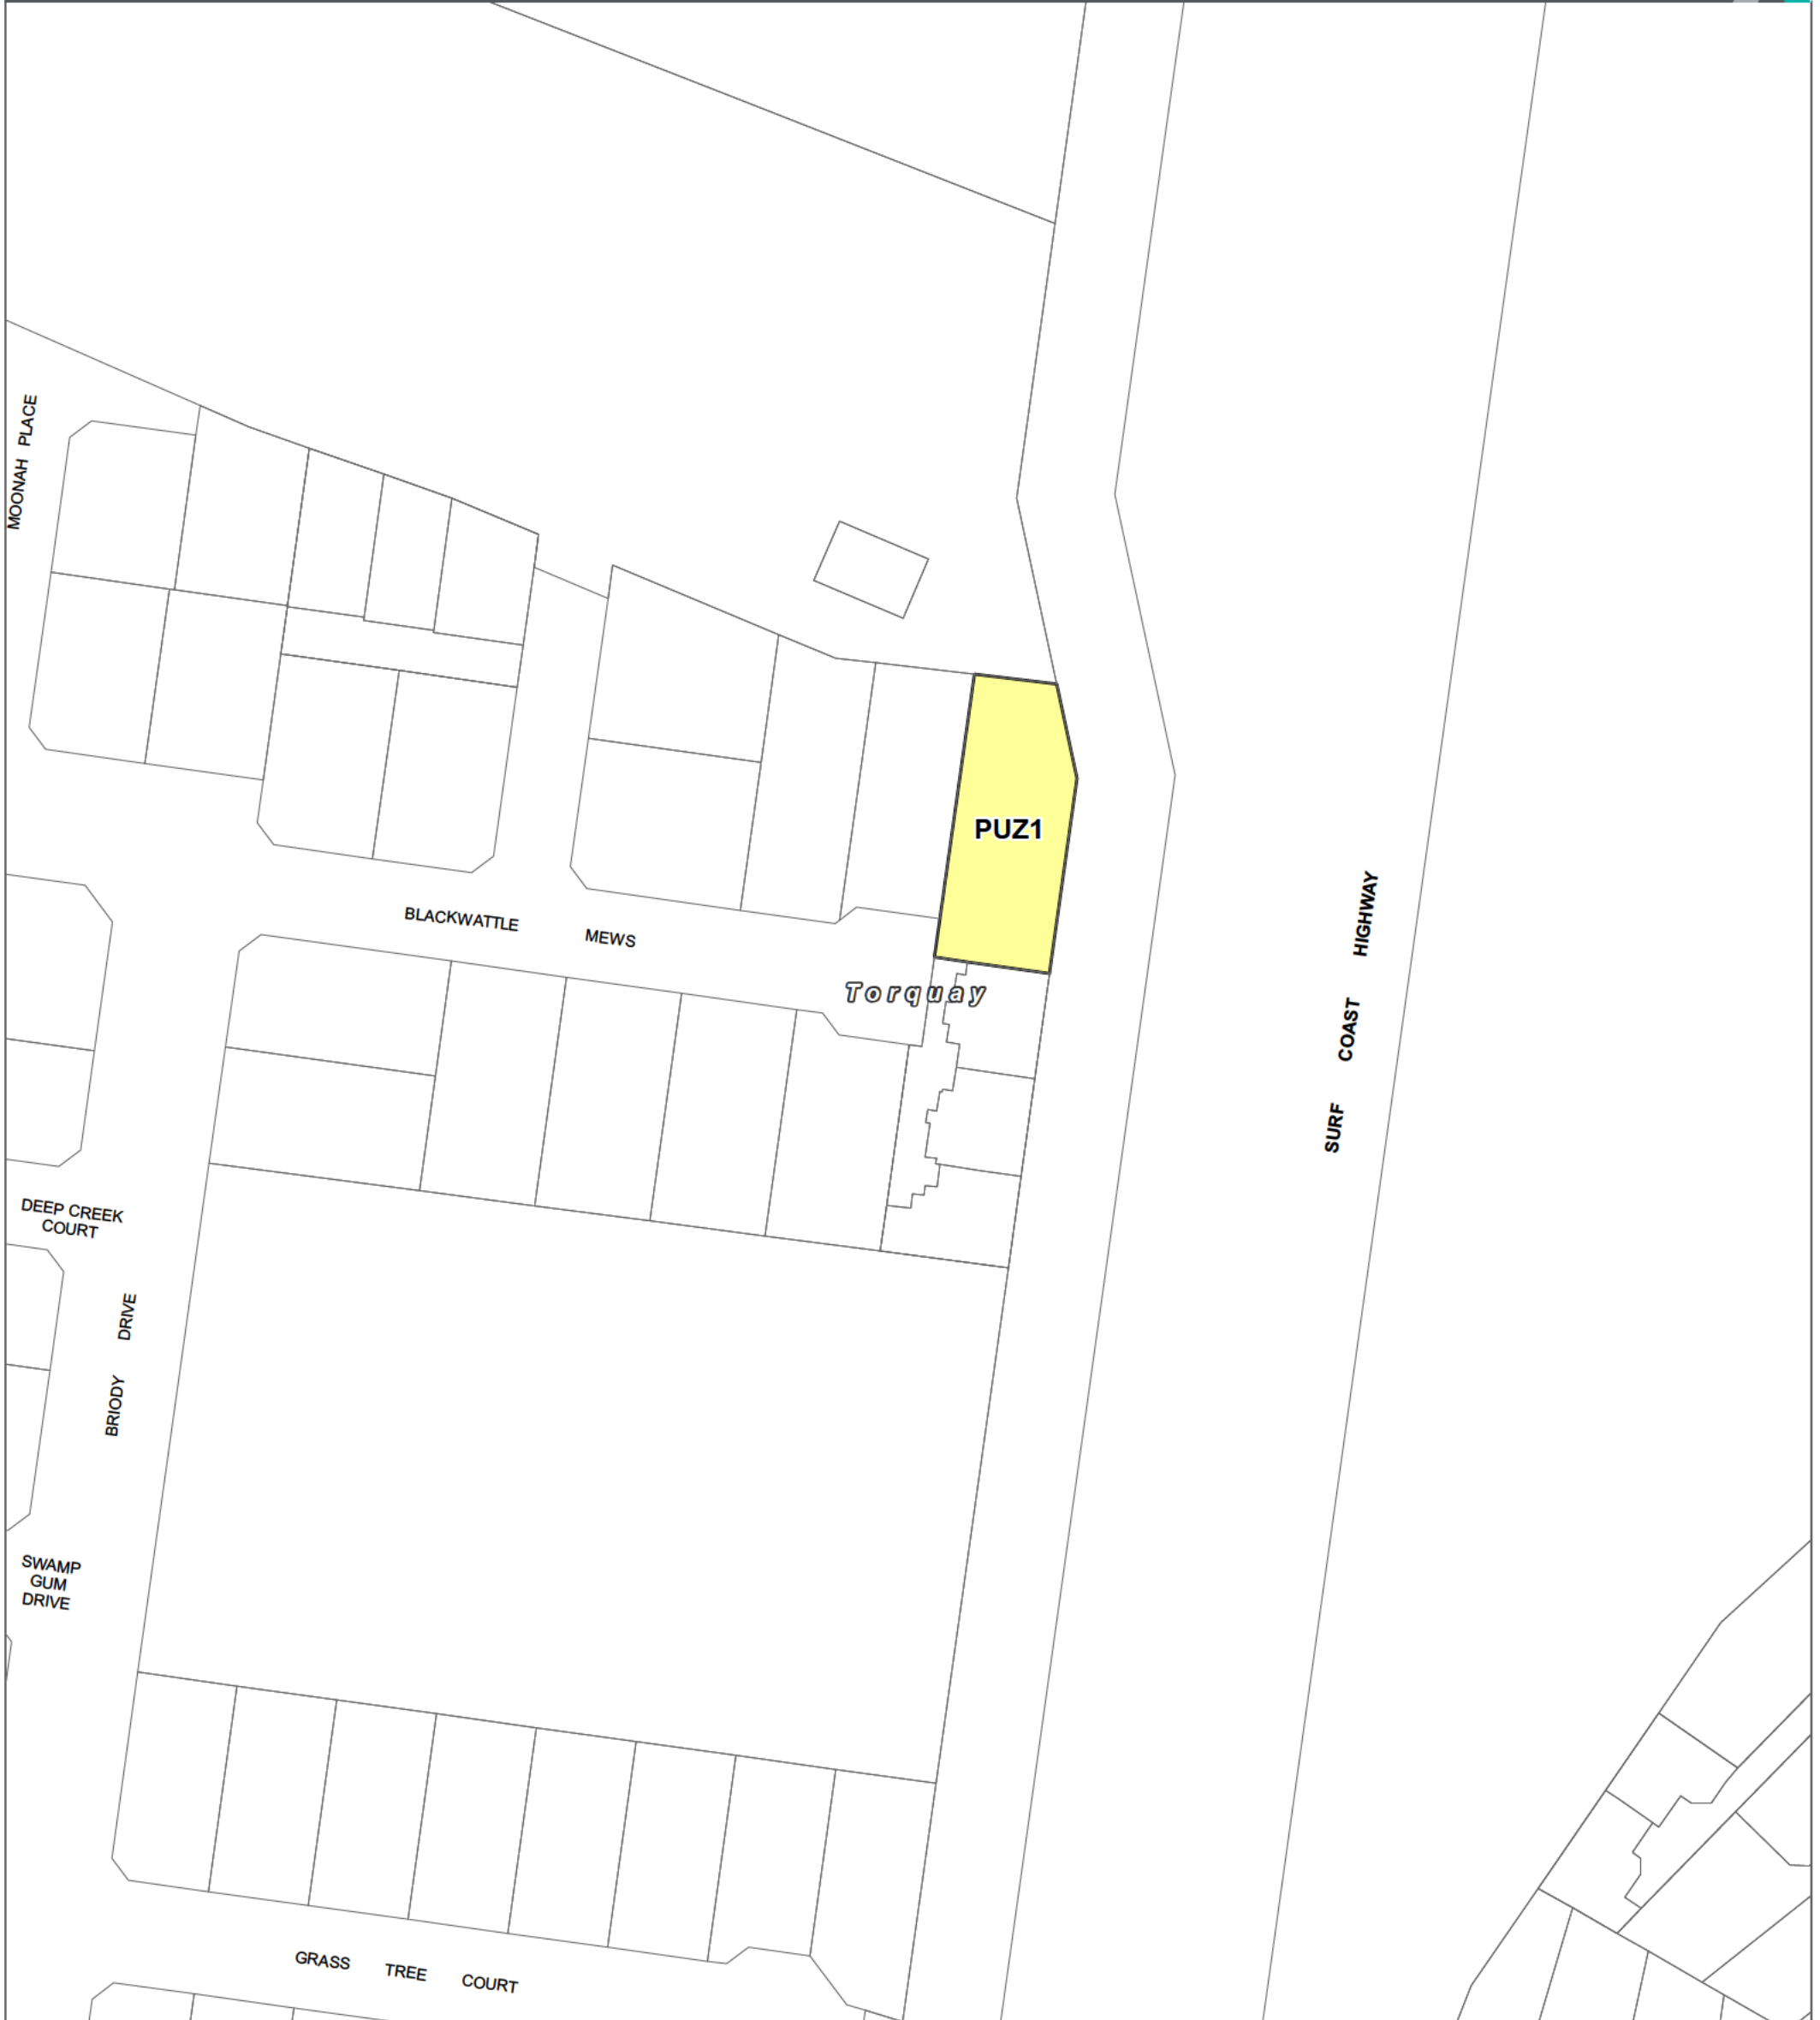 MOONAH PLACE
PUZ1
BLACKWATTLE MEWS
Torquay
SURF COAST HIGHWAY
DEEP CREEK
COURT
BRIODY DRIVE
SWAMP
GUM
DRIVE
GRASS TREE COURT